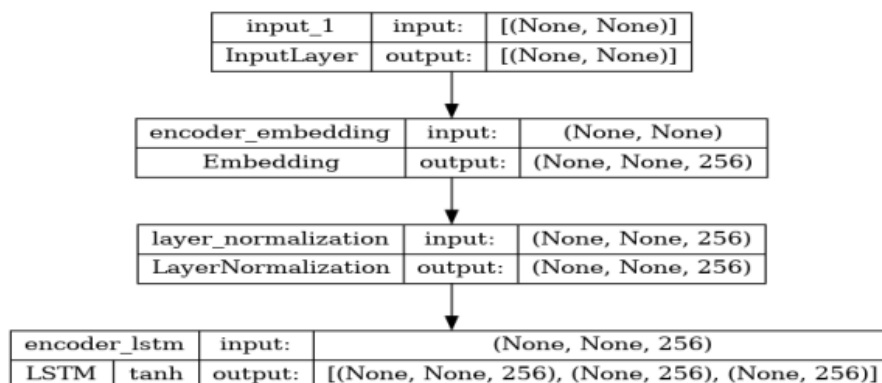 input_1 input: [(None, None)]
InputLayer output: [(None, None)]
encoder_embedding input: (None, None)
Embedding output: (None, None, 256)
layer_normalization input: (None, None, 256)
LayerNormalization output: (None, None, 256)
encoder_lstm input: (None, None, 256)
LSTM tanh output: [(None, None, 256), (None, 256), (None, 256)]